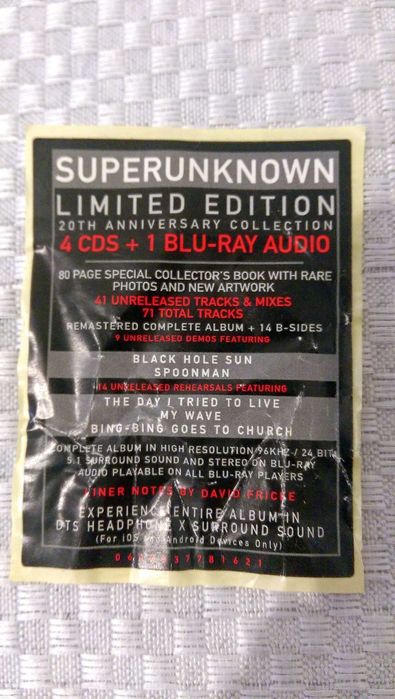 SUPERUNKNOWN
LIMITED EDITION
20TH ANNIVERSARY COLLECTION
4 CDS + 1 BLU-RAY AUDIO
80 PAGE SPECIAL COLLECTOR'S BOOK WITH RARE
PHOTOS AND NEW ARTWORK
41 UNRELEASED TRACKS & MIXES
71 TOTAL TRACKS
REMASTERED COMPLETE ALBUM + 14 B-SIDES
9 UNRELEASED DEMOS FEATURING
BLACK HOLE SUN
SPOONMAN
14 UNRELEASED REHEARSALS FEATURING
THE DAY I TRIED TO LIVE
MY WAVE
BING-BING GOES TO CHURCH
COMPLETE ALBUM IN HIGH RESOLUTION 96KHZ / 24 BIT
5.1 SURROUND SOUND AND STEREO ON BLU-RAY
AUDIO PLAYABLE ON ALL BLU-RAY PLAYERS
LINER NOTES BY DAVID FRICKE
EXPERIENCE ENTIRE ALBUM IN
DTS HEADPHONE X SURROUND SOUND
(For iOS and Android Devices Only)